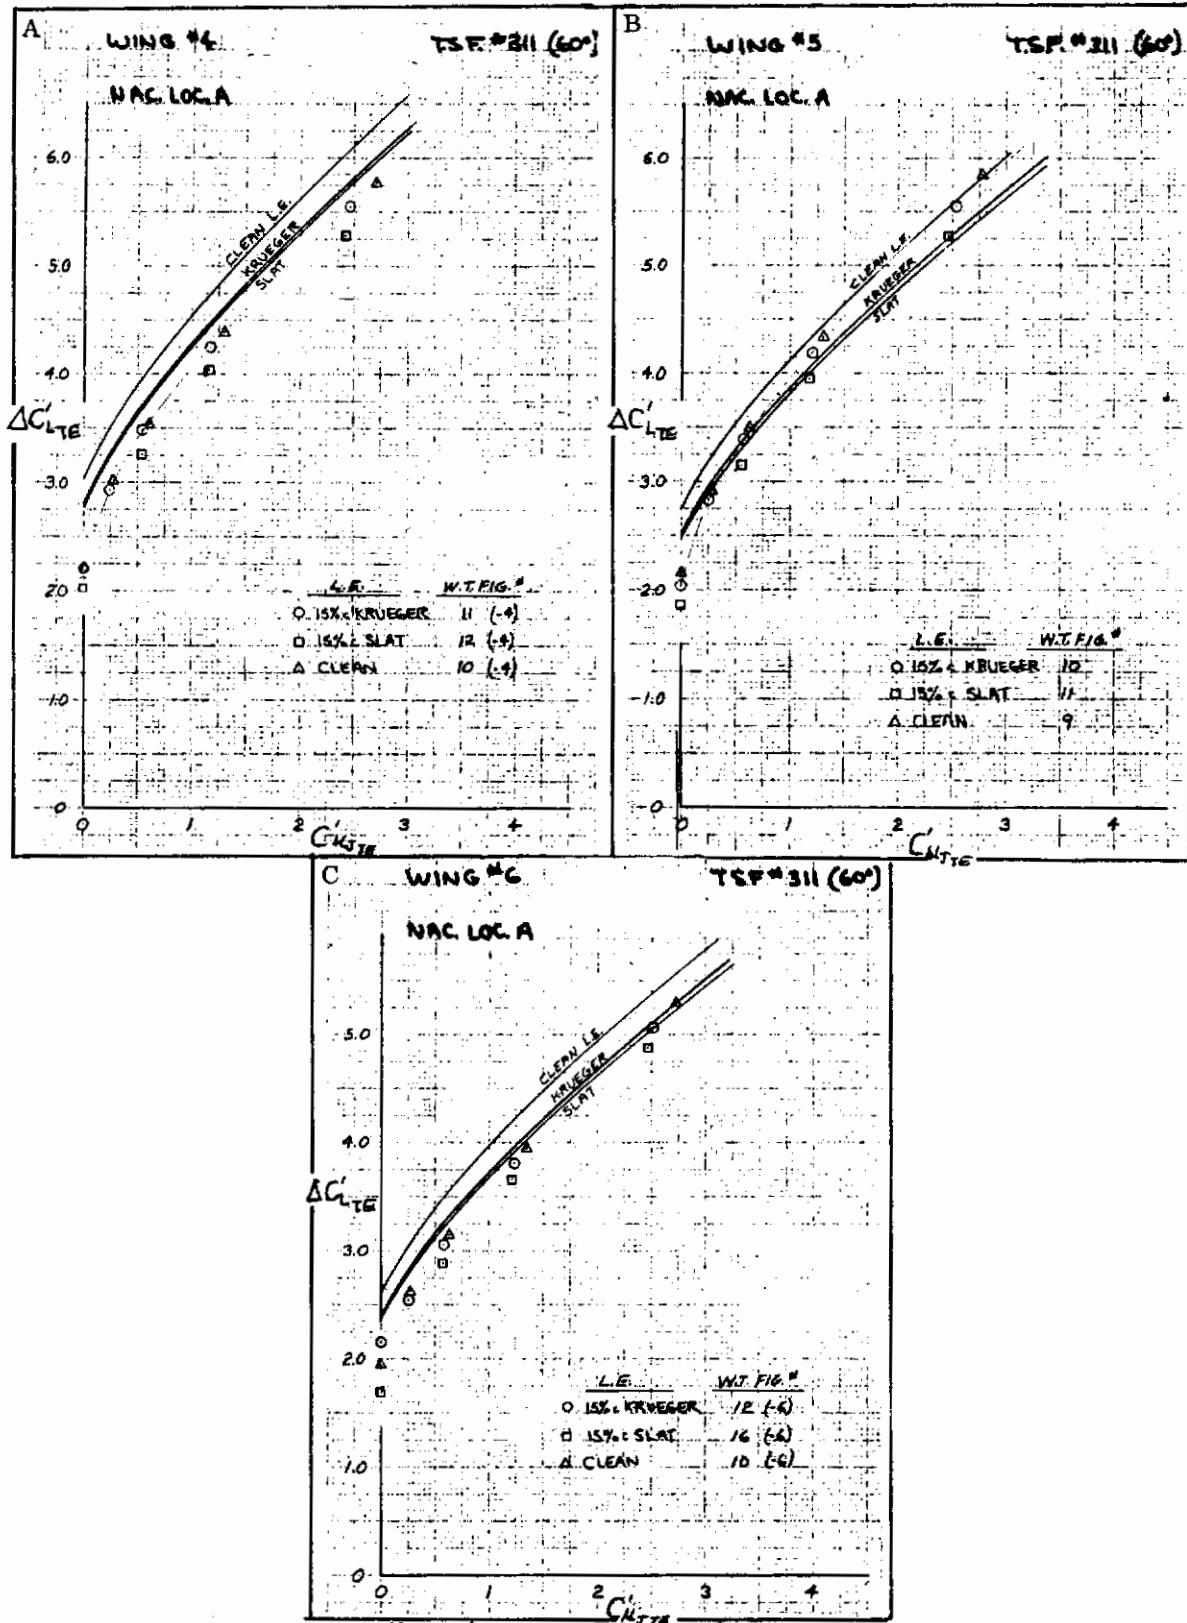 A
WING #4
TSF #311 (60°)
NAC. LOC. A
6.0
5.0
4.0
3.0
2.0
1.0
0
ΔC'LTE
CLEAN L.E.
KRUEGER
SLAT
L.E. W.T. FIG.#
15% c KRUEGER 11 (-4)
15% c SLAT 12 (-4)
CLEAN 10 (-4)
0 1 2 3 4
CμJTE
B
WING #5
T.S.F. #311 (60°)
NAC. LOC. A
6.0
5.0
4.0
3.0
2.0
1.0
0
ΔC'LTE
CLEAN L.E.
KRUEGER
SLAT
L.E. W.T. FIG.#
15% c KRUEGER 10
15% c SLAT 11
CLEAN 9
0 1 2 3 4
C'μJTE
C
WING #6
TSF #311 (60°)
NAC. LOC. A
5.0
4.0
3.0
2.0
1.0
0
ΔC'LTE
CLEAN L.E.
KRUEGER
SLAT
L.E. W.T. FIG.#
15% c KRUEGER 12 (-6)
15% c SLAT 16 (-6)
CLEAN 10 (-6)
0 1 2 3 4
C'μJTE